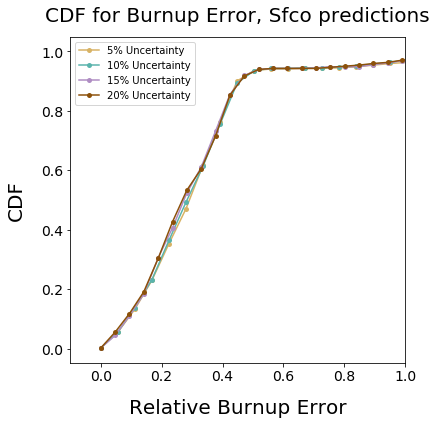 CDF for Burnup Error, Sfco predictions
5% Uncertainty
10% Uncertainty
15% Uncertainty
20% Uncertainty
1.0
0.8
0.6
0.4
0.2
0.0
CDF
0.0 0.2 0.4 0.6 0.8 1.0
Relative Burnup Error